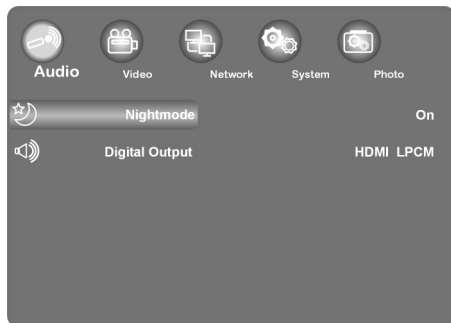 Audio Video Network System Photo
Nightmode On
Digital Output HDMI LPCM